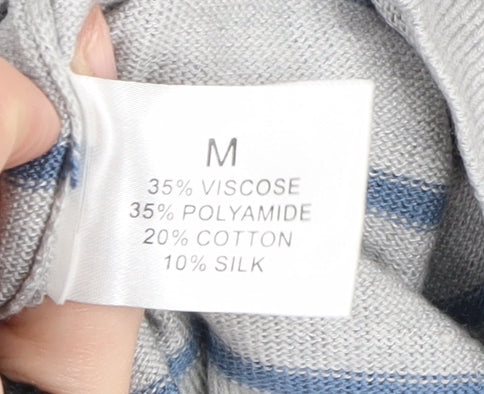 M
35% VISCOSE
35% POLYAMIDE
20% COTTON
10% SILK